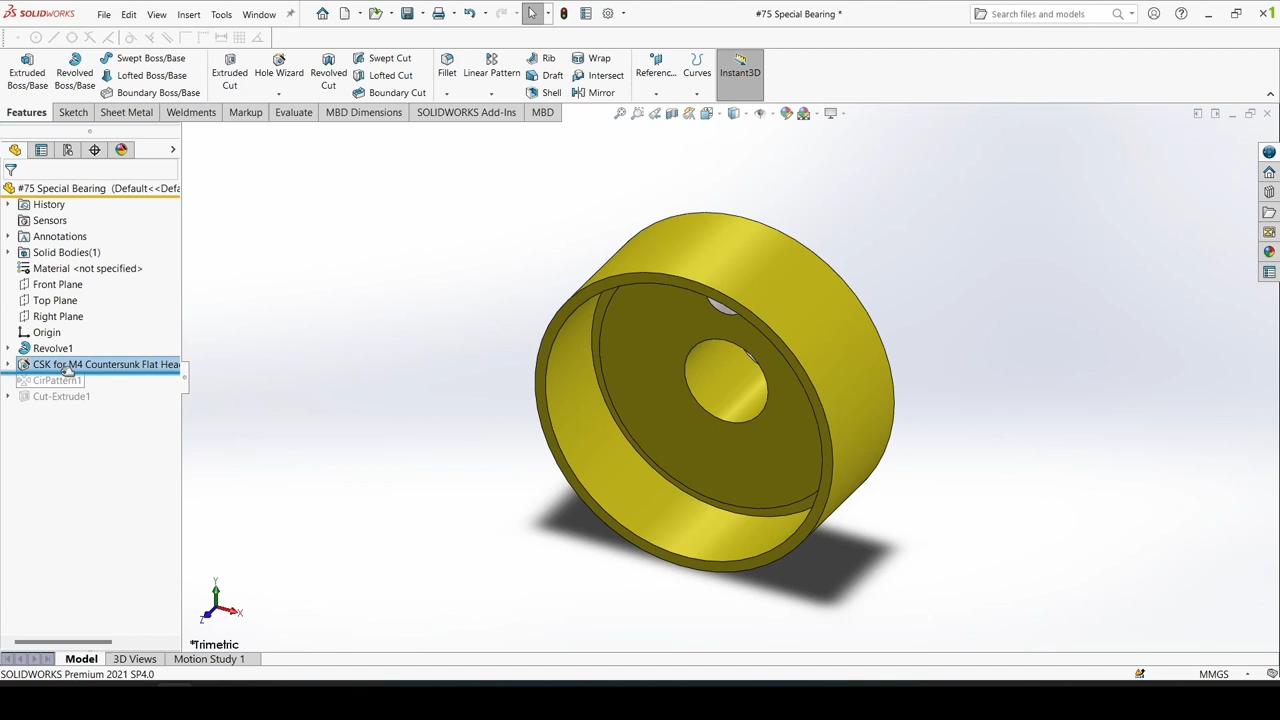 SOLIDWORKS File Edit View Insert Tools Window #75 Special Bearing * Search files and models
Extruded Boss/Base
Revolved Boss/Base
Swept Boss/Base
Lofted Boss/Base
Boundary Boss/Base
Extruded Cut
Hole Wizard
Revolved Cut
Swept Cut
Lofted Cut
Boundary Cut
Fillet
Linear Pattern
Rib
Draft
Shell
Wrap
Intersect
Mirror
Referenc...
Curves
Instant3D
Features Sketch Sheet Metal Weldments Markup Evaluate MBD Dimensions SOLIDWORKS Add-Ins MBD
#75 Special Bearing (Default<<Defa
History
Sensors
Annotations
Solid Bodies(1)
Material <not specified>
Front Plane
Top Plane
Right Plane
Origin
Revolve1
CSK for M4 Countersunk Flat Hea
CirPattern1
Cut-Extrude1
Y
X
Z
*Trimetric
Model 3D Views Motion Study 1
SOLIDWORKS Premium 2021 SP4.0 MMGS